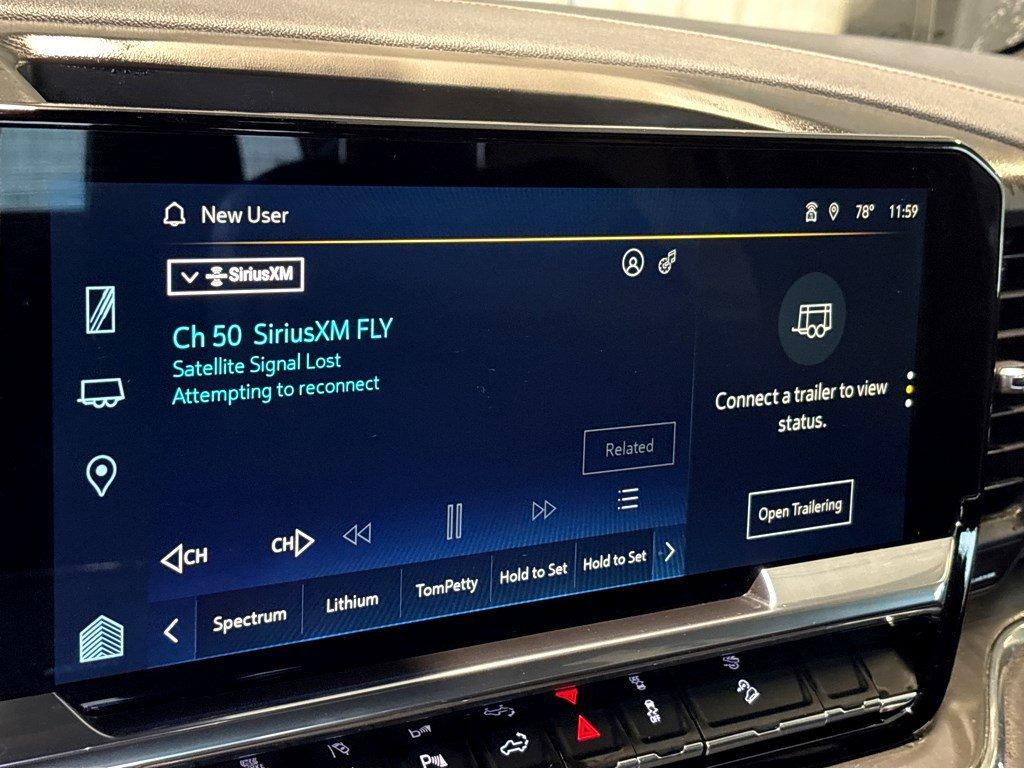 New User
78° 11:59
SiriusXM
Ch 50 SiriusXM FLY
Satellite Signal Lost
Attempting to reconnect
Connect a trailer to view
status.
Related
Open Trailering
CH
CH
Spectrum
Lithium
TomPetty
Hold to Set
Hold to Set